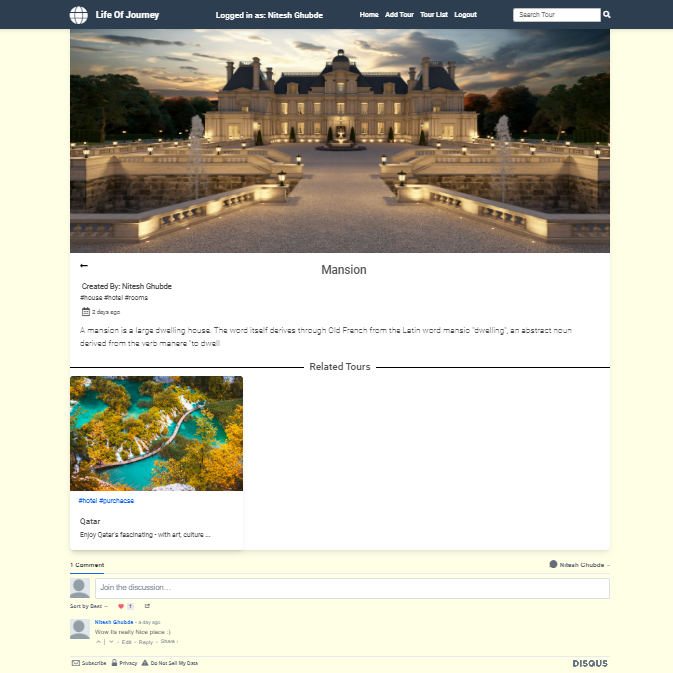 Life Of Journey
Logged in as: Nitesh Ghubde
Home Add Tour Tour List Logout
Search Tour
Mansion
Created By: Nitesh Ghubde
#house #hotel #rooms
2 days ago
A mansion is a large dwelling house. The word itself derives through Old French from the Latin word mansio "dwelling", an abstract noun
derived from the verb manere "to dwell
Related Tours
#hotel #purchacse
Qatar
Enjoy Qatar's fascinating - with art, culture ...
1 Comment
Nitesh Ghubde
Join the discussion...
Sort by Best
1
Nitesh Ghubde • a day ago
Wow Its really Nice place :)
• Edit • Reply • Share ›
Subscribe Privacy Do Not Sell My Data
DISQUS